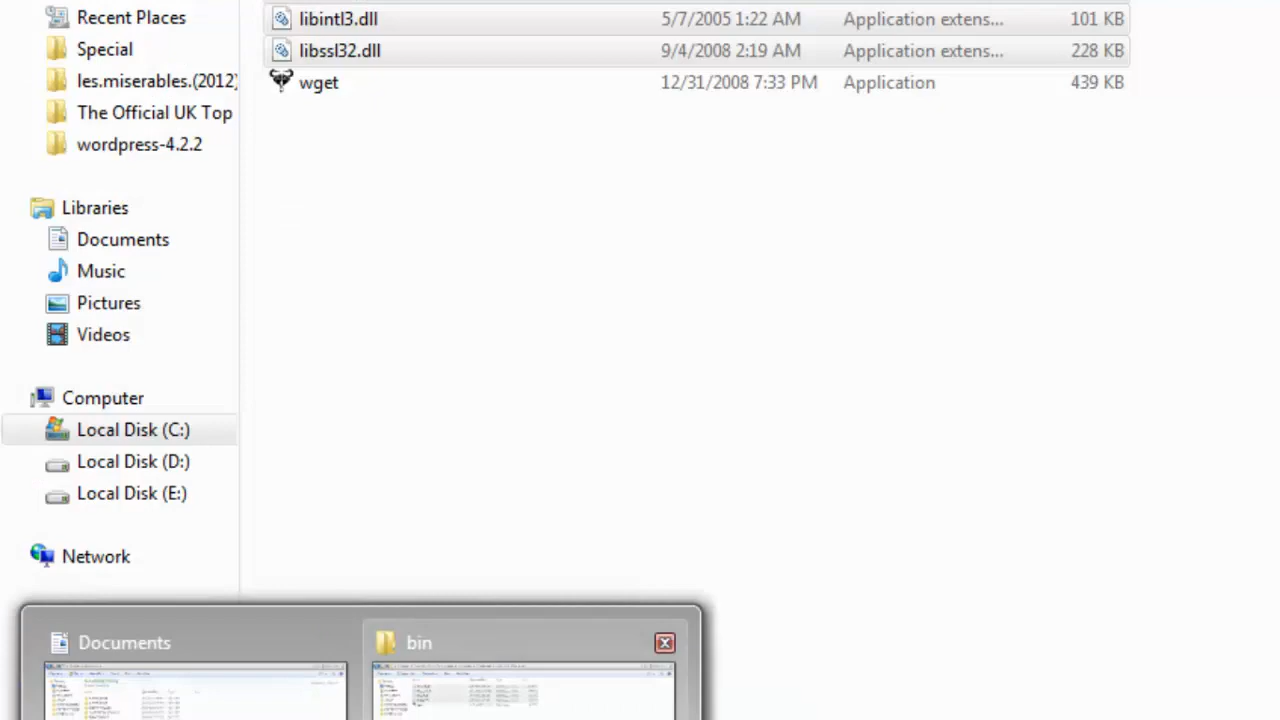 Recent Places
Special
les.miserables.(2012)
The Official UK Top
wordpress-4.2.2
Libraries
Documents
Music
Pictures
Videos
Computer
Local Disk (C:)
Local Disk (D:)
Local Disk (E:)
Network
libintl3.dll 5/7/2005 1:22 AM Application extens... 101 KB
libssl32.dll 9/4/2008 2:19 AM Application extens... 228 KB
wget 12/31/2008 7:33 PM Application 439 KB
Documents
bin